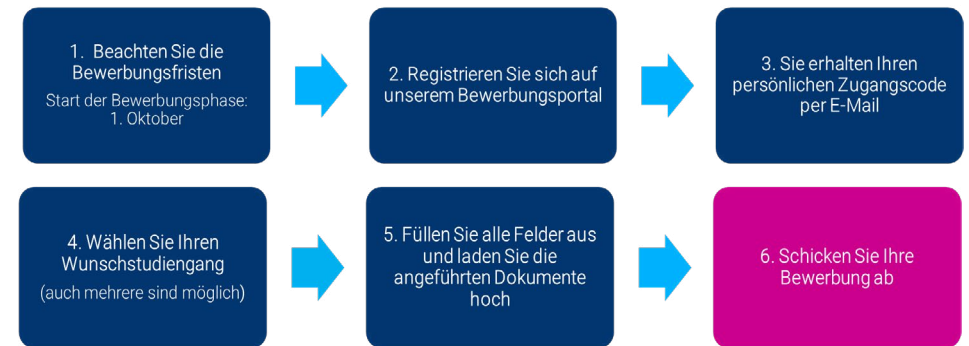 1. Beachten Sie die
Bewerbungsfristen
Start der Bewerbungsphase:
1. Oktober
2. Registrieren Sie sich auf
unserem Bewerbungsportal
3. Sie erhalten Ihren
persönlichen Zugangscode
per E-Mail
4. Wählen Sie Ihren
Wunschstudiengang
(auch mehrere sind möglich)
5. Füllen Sie alle Felder aus
und laden Sie die
angeführten Dokumente
hoch
6. Schicken Sie Ihre
Bewerbung ab